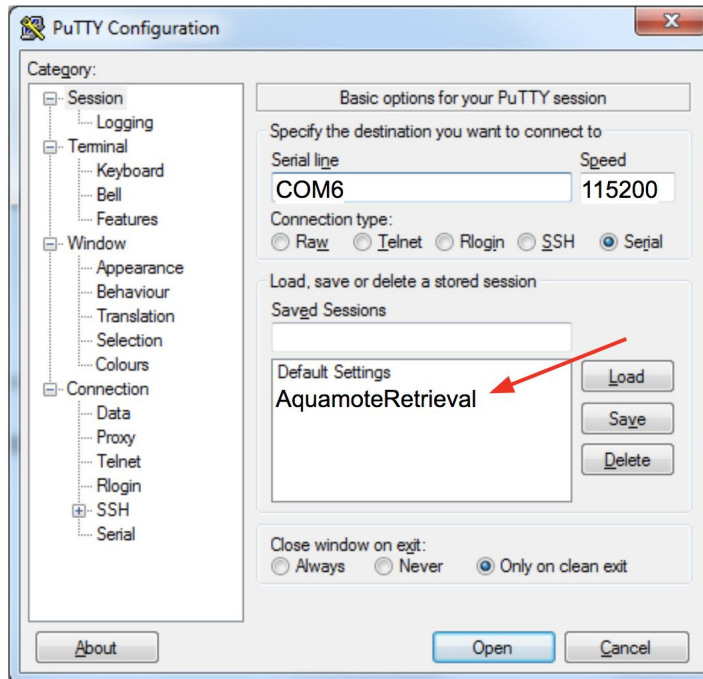 PuTTY Configuration
Category:
Session
Logging
Terminal
Keyboard
Bell
Features
Window
Appearance
Behaviour
Translation
Selection
Colours
Connection
Data
Proxy
Telnet
Rlogin
SSH
Serial
Basic options for your PuTTY session
Specify the destination you want to connect to
Serial line Speed
COM6 115200
Connection type:
Raw Telnet Rlogin SSH Serial
Load, save or delete a stored session
Saved Sessions
Default Settings
AquamoteRetrieval
Load
Save
Delete
Close window on exit:
Always Never Only on clean exit
About Open Cancel